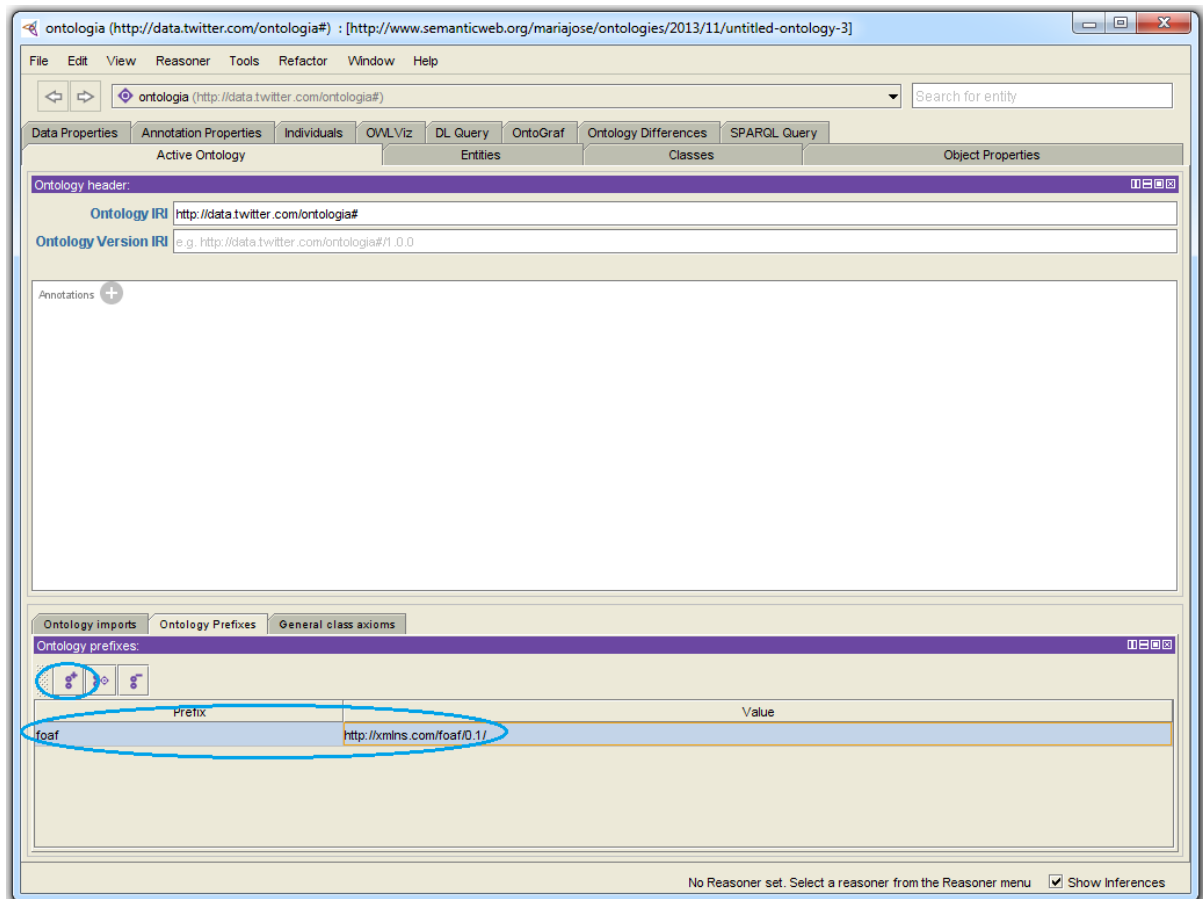 ontologia (http://data.twitter.com/ontologia#) : [http://www.semanticweb.org/mariajose/ontologies/2013/11/untitled-ontology-3]
File Edit View Reasoner Tools Refactor Window Help
ontologia (http://data.twitter.com/ontologia#) Search for entity
Data Properties Annotation Properties Individuals OWLViz DL Query OntoGraf Ontology Differences SPARQL Query
Active Ontology Entities Classes Object Properties
Ontology header:
Ontology IRI http://data.twitter.com/ontologia#
Ontology Version IRI e.g. http://data.twitter.com/ontologia#/1.0.0
Annotations
Ontology imports Ontology Prefixes General class axioms
Ontology prefixes:
Prefix Value
foaf http://xmlns.com/foaf/0.1/
No Reasoner set. Select a reasoner from the Reasoner menu Show Inferences